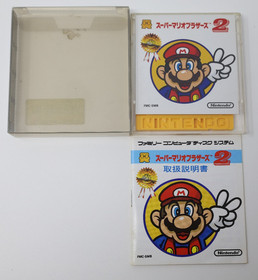 スーパーマリオブラザーズ 2
FMC-SMB
Nintendo
NINTENDO
ファミリー コンピュータ ディスク システム
スーパーマリオブラザーズ 2
取扱説明書
FMC-SMB
Nintendo